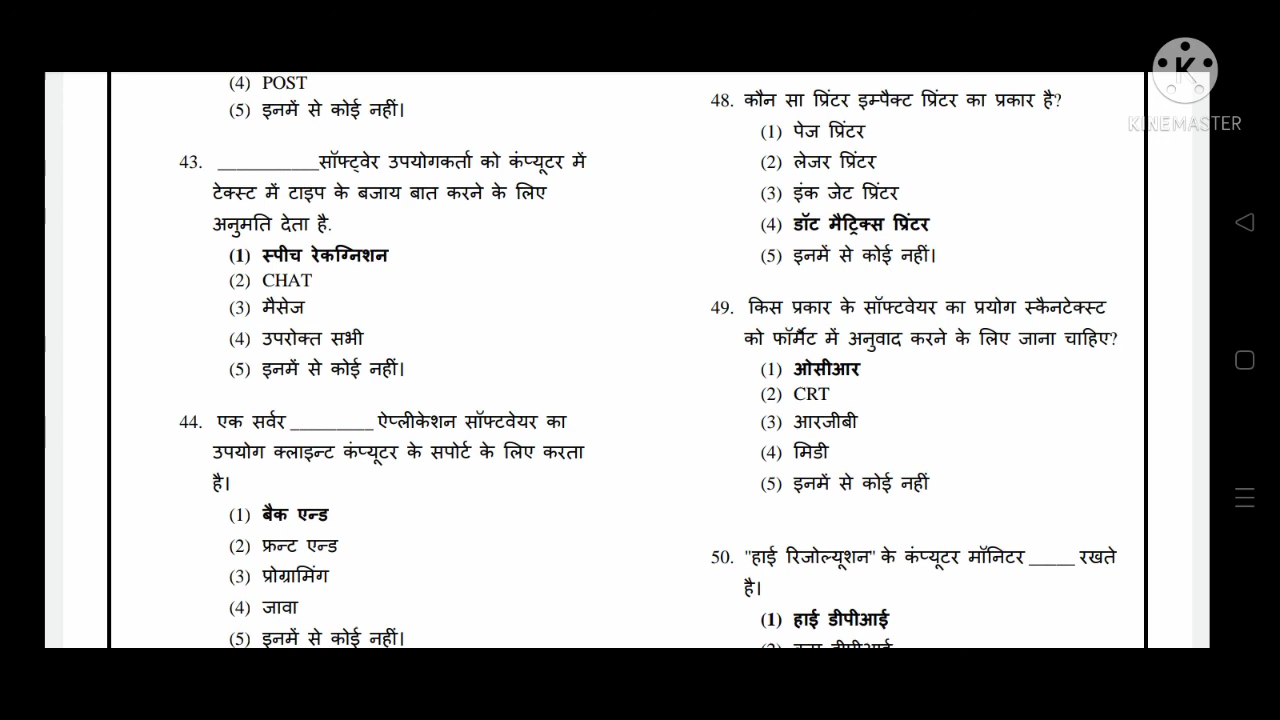 (4) POST
(5) इनमें से कोई नहीं।
43. ___________सॉफ्ट्वेर उपयोगकर्ता को कंप्यूटर में
टेक्स्ट में टाइप के बजाय बात करने के लिए
अनुमति देता है.
(1) स्पीच रेकग्निशन
(2) CHAT
(3) मैसेज
(4) उपरोक्त सभी
(5) इनमें से कोई नहीं।
44. एक सर्वर _________ ऐप्लीकेशन सॉफ्टवेयर का
उपयोग क्लाइन्ट कंप्यूटर के सपोर्ट के लिए करता
है।
(1) बैक एन्ड
(2) फ्रन्ट एन्ड
(3) प्रोग्रामिंग
(4) जावा
(5) इनमें से कोई नहीं।
48. कौन सा प्रिंटर इम्पैक्ट प्रिंटर का प्रकार है?
(1) पेज प्रिंटर
(2) लेजर प्रिंटर
(3) इंक जेट प्रिंटर
(4) डॉट मैट्रिक्स प्रिंटर
(5) इनमें से कोई नहीं।
49. किस प्रकार के सॉफ्टवेयर का प्रयोग स्कैनटेक्स्ट
को फॉर्मैट में अनुवाद करने के लिए जाना चाहिए?
(1) ओसीआर
(2) CRT
(3) आरजीबी
(4) मिडी
(5) इनमें से कोई नहीं
50. "हाई रिजोल्यूशन" के कंप्यूटर मॉनिटर _____ रखते
है।
(1) हाई डीपीआई
K
KINEMASTER